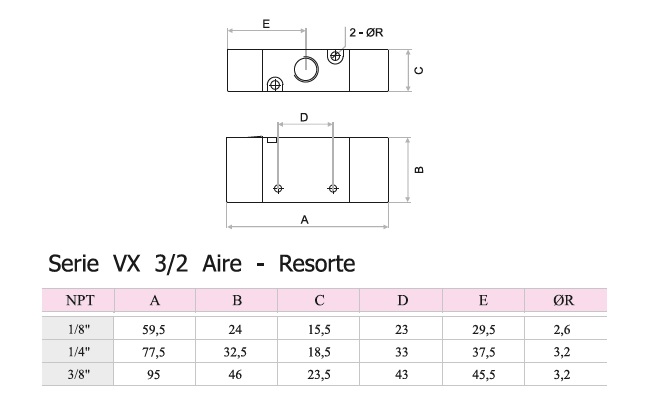 E
2 - ØR
C
D
B
A
Serie VX 3/2 Aire - Resorte
NPT A B C D E ØR
1/8" 59,5 24 15,5 23 29,5 2,6
1/4" 77,5 32,5 18,5 33 37,5 3,2
3/8" 95 46 23,5 43 45,5 3,2